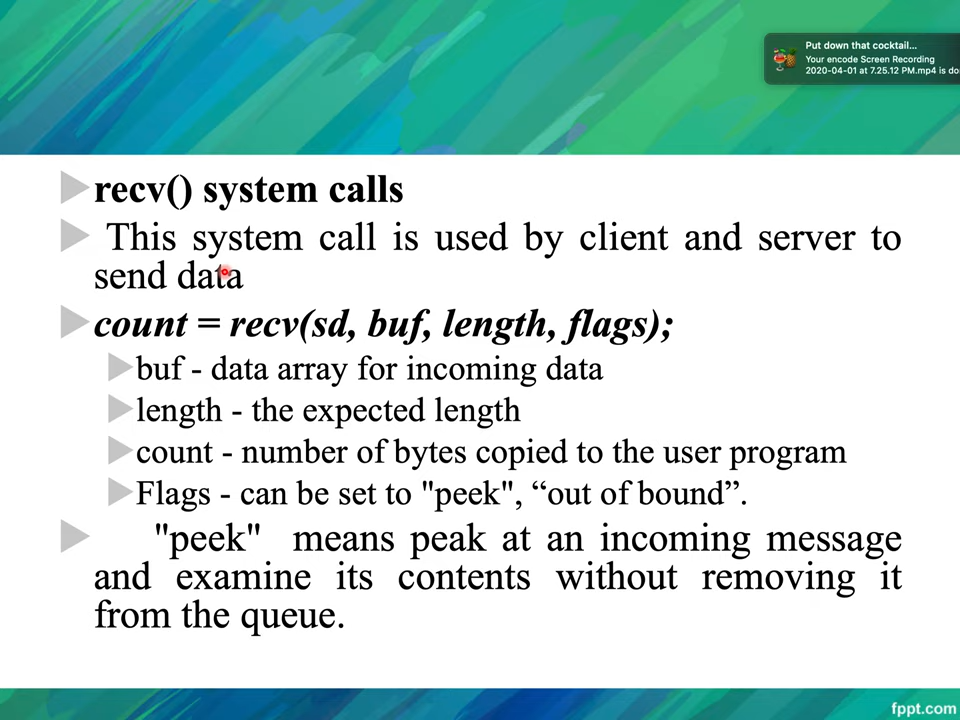 Put down that cocktail...
Your encode Screen Recording
2020-04-01 at 7.25.12 PM.mp4 is do
recv() system calls
This system call is used by client and server to
send data
count = recv(sd, buf, length, flags);
buf - data array for incoming data
length - the expected length
count - number of bytes copied to the user program
Flags - can be set to "peek", “out of bound”.
"peek" means peak at an incoming message
and examine its contents without removing it
from the queue.
fppt.com